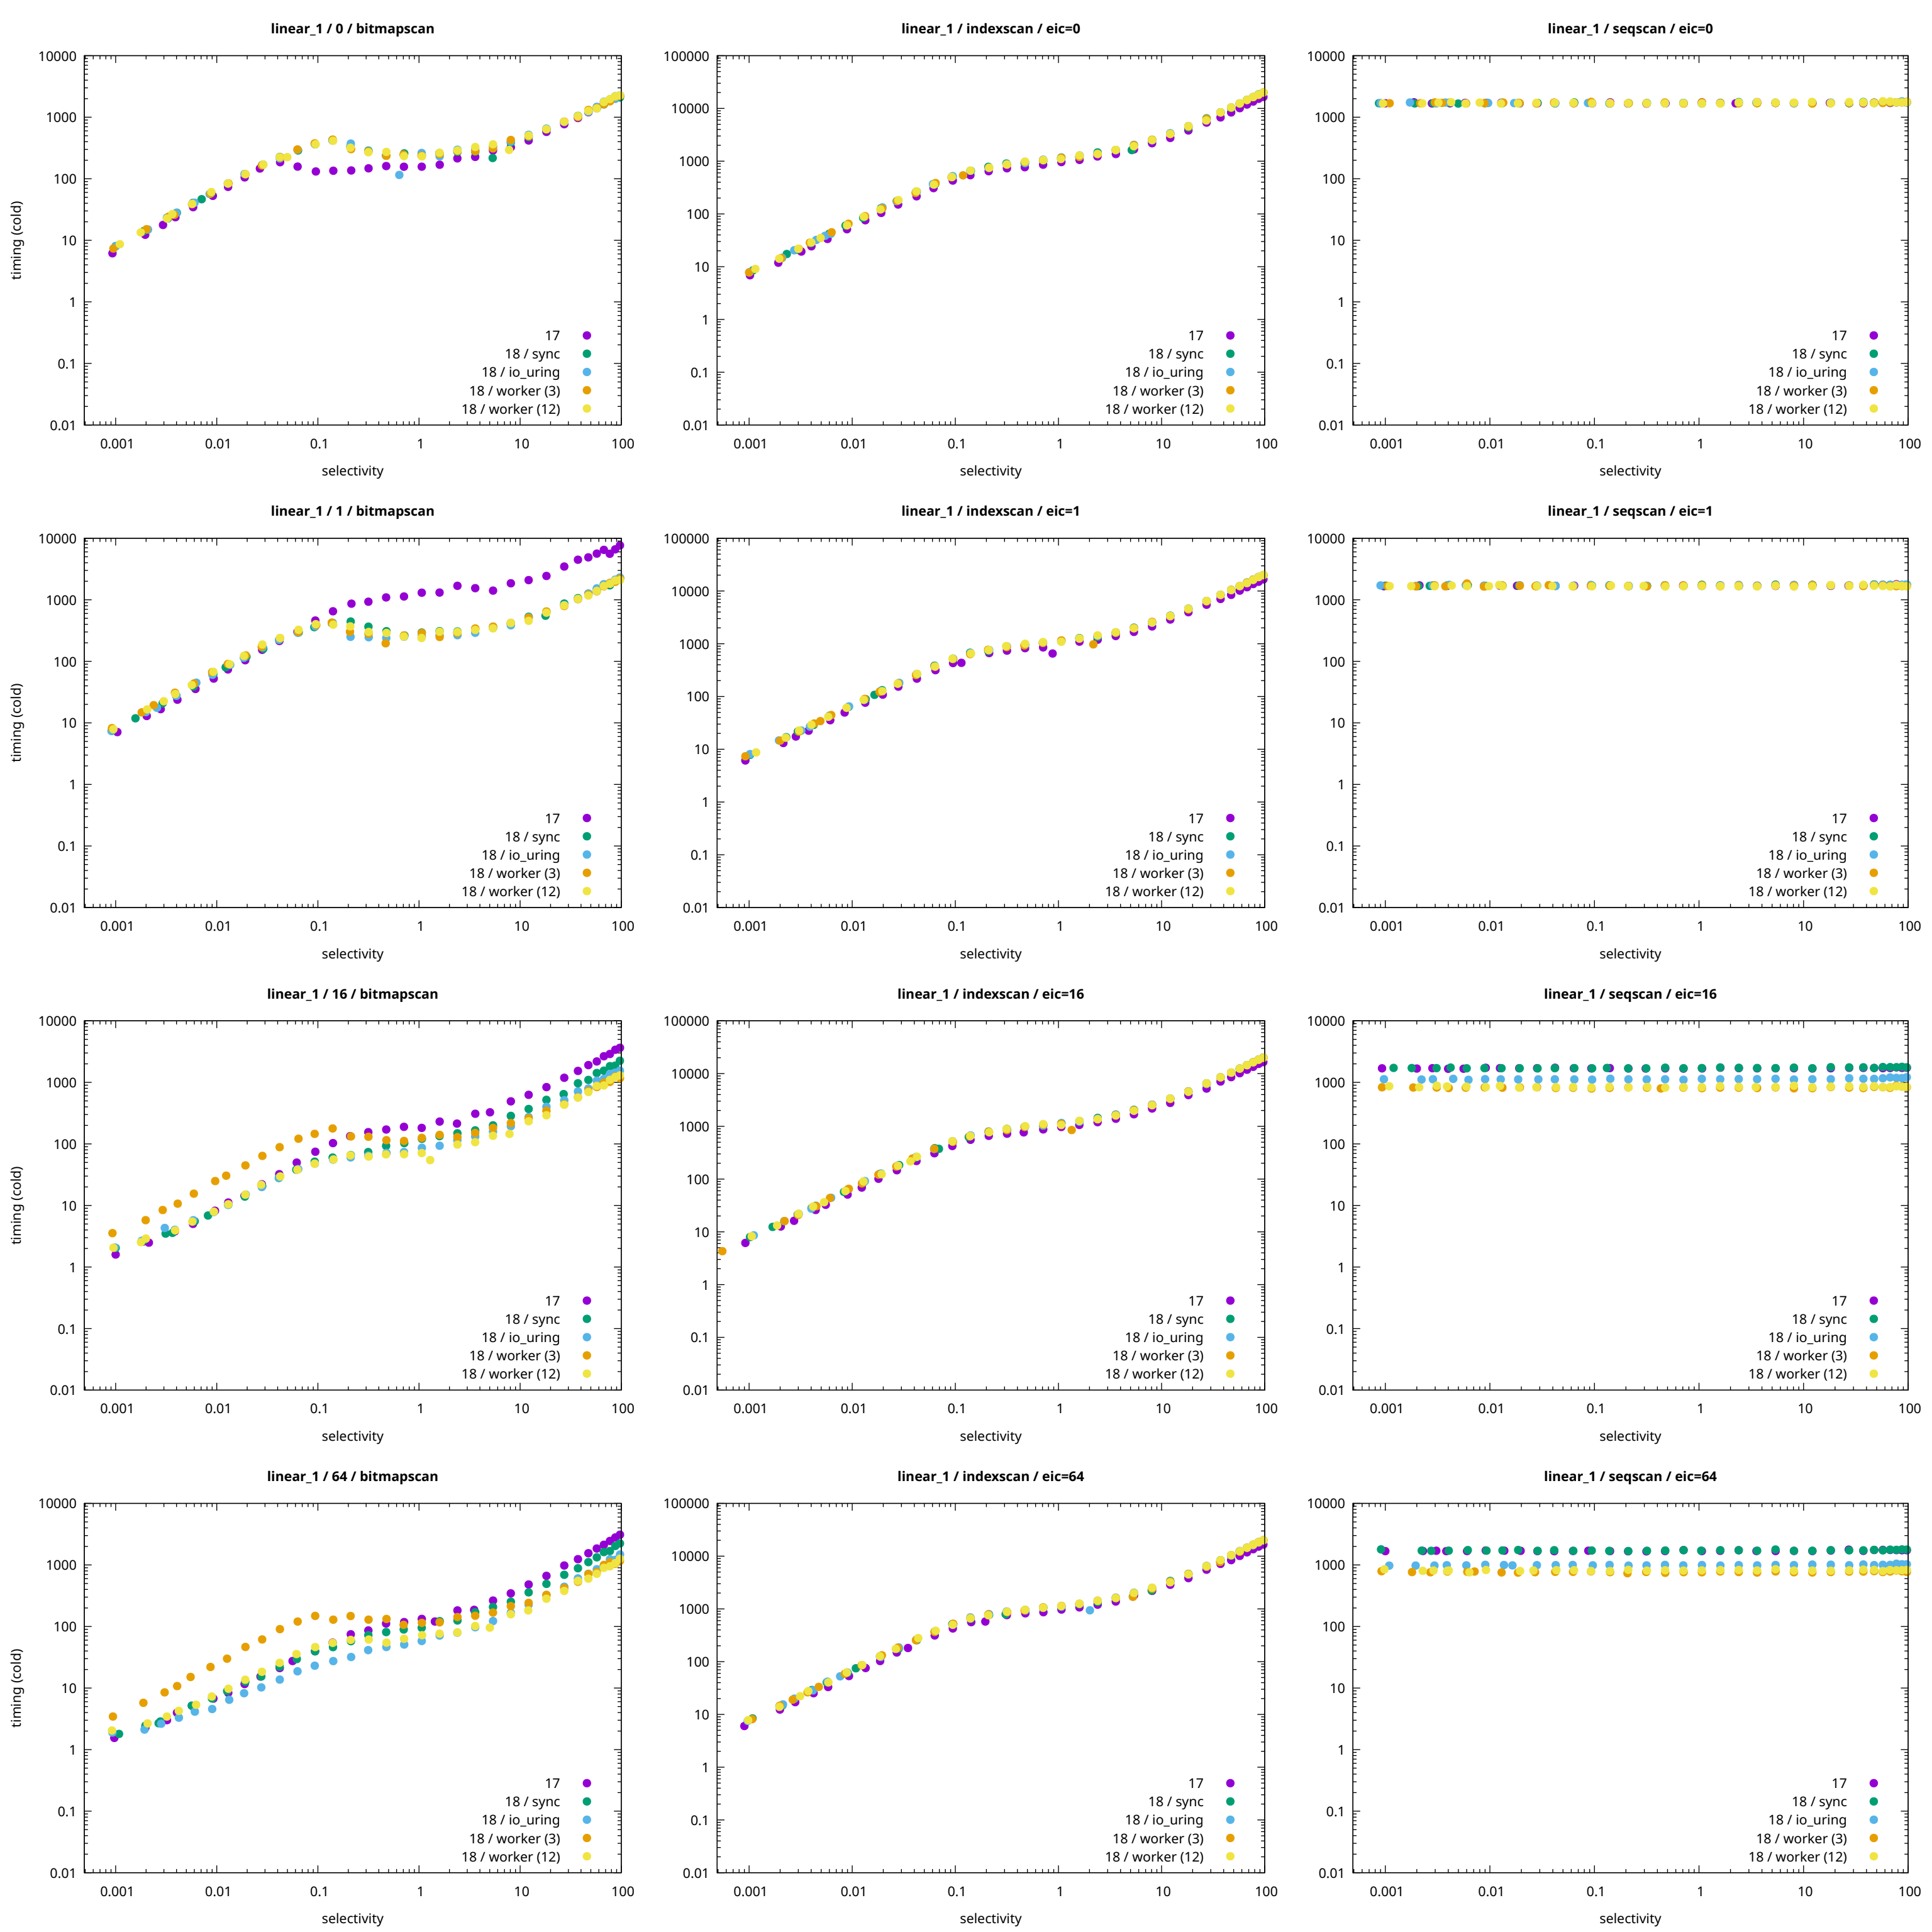 linear_1 / 0 / bitmapscan
10000
1000
100
10
1
0.1
0.01
timing (cold)
17
18 / sync
18 / io_uring
18 / worker (3)
18 / worker (12)
0.001 0.01 0.1 1 10 100
selectivity
linear_1 / indexscan / eic=0
100000
10000
1000
100
10
1
0.1
0.01
17
18 / sync
18 / io_uring
18 / worker (3)
18 / worker (12)
0.001 0.01 0.1 1 10 100
selectivity
linear_1 / seqscan / eic=0
10000
1000
100
10
1
0.1
0.01
17
18 / sync
18 / io_uring
18 / worker (3)
18 / worker (12)
0.001 0.01 0.1 1 10 100
selectivity
linear_1 / 1 / bitmapscan
10000
1000
100
10
1
0.1
0.01
timing (cold)
17
18 / sync
18 / io_uring
18 / worker (3)
18 / worker (12)
0.001 0.01 0.1 1 10 100
selectivity
linear_1 / indexscan / eic=1
100000
10000
1000
100
10
1
0.1
0.01
17
18 / sync
18 / io_uring
18 / worker (3)
18 / worker (12)
0.001 0.01 0.1 1 10 100
selectivity
linear_1 / seqscan / eic=1
10000
1000
100
10
1
0.1
0.01
17
18 / sync
18 / io_uring
18 / worker (3)
18 / worker (12)
0.001 0.01 0.1 1 10 100
selectivity
linear_1 / 16 / bitmapscan
10000
1000
100
10
1
0.1
0.01
timing (cold)
17
18 / sync
18 / io_uring
18 / worker (3)
18 / worker (12)
0.001 0.01 0.1 1 10 100
selectivity
linear_1 / indexscan / eic=16
100000
10000
1000
100
10
1
0.1
0.01
17
18 / sync
18 / io_uring
18 / worker (3)
18 / worker (12)
0.001 0.01 0.1 1 10 100
selectivity
linear_1 / seqscan / eic=16
10000
1000
100
10
1
0.1
0.01
17
18 / sync
18 / io_uring
18 / worker (3)
18 / worker (12)
0.001 0.01 0.1 1 10 100
selectivity
linear_1 / 64 / bitmapscan
10000
1000
100
10
1
0.1
0.01
timing (cold)
17
18 / sync
18 / io_uring
18 / worker (3)
18 / worker (12)
0.001 0.01 0.1 1 10 100
selectivity
linear_1 / indexscan / eic=64
100000
10000
1000
100
10
1
0.1
0.01
17
18 / sync
18 / io_uring
18 / worker (3)
18 / worker (12)
0.001 0.01 0.1 1 10 100
selectivity
linear_1 / seqscan / eic=64
10000
1000
100
10
1
0.1
0.01
17
18 / sync
18 / io_uring
18 / worker (3)
18 / worker (12)
0.001 0.01 0.1 1 10 100
selectivity